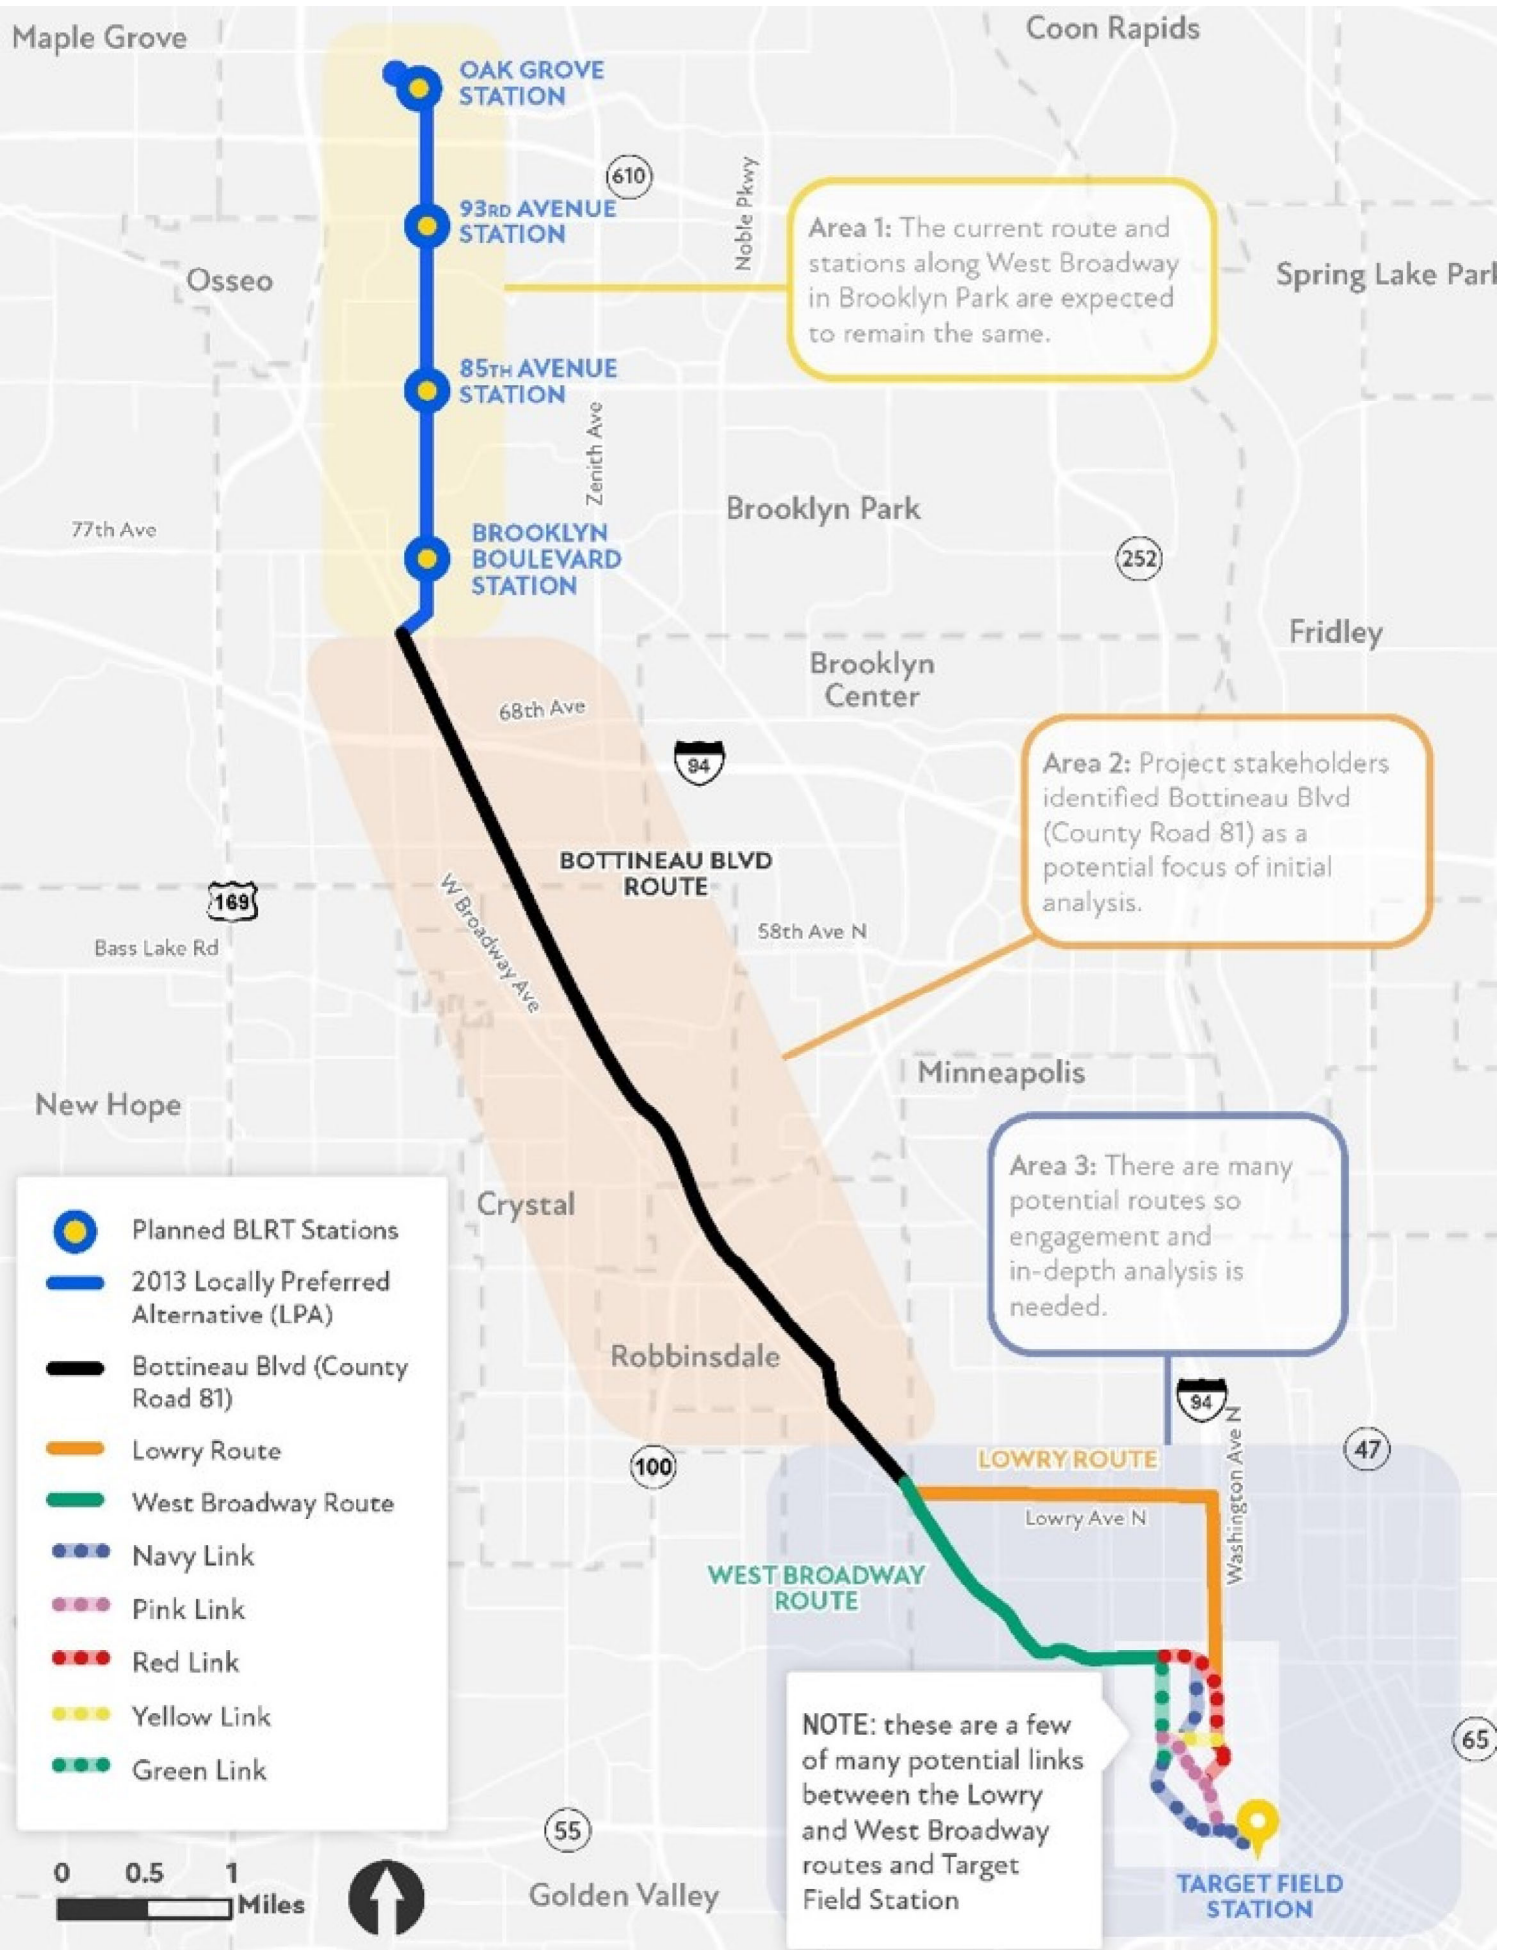 Maple Grove
Coon Rapids
OAK GROVE
STATION
610
Noble Pkwy
93RD AVENUE
STATION
Area 1: The current route and
stations along West Broadway
in Brooklyn Park are expected
to remain the same.
Osseo
Spring Lake Park
85TH AVENUE
STATION
Zenith Ave
Brooklyn Park
77th Ave
BROOKLYN
BOULEVARD
STATION
252
Fridley
Brooklyn
Center
68th Ave
94
Area 2: Project stakeholders
identified Bottineau Blvd
(County Road 81) as a
potential focus of initial
analysis.
BOTTINEAU BLVD
ROUTE
169
W Broadway Ave
58th Ave N
Bass Lake Rd
Minneapolis
New Hope
Area 3: There are many
potential routes so
engagement and
in-depth analysis is
needed.
Crystal
Robbinsdale
94
Washington Ave N
47
100
LOWRY ROUTE
Lowry Ave N
WEST BROADWAY
ROUTE
Planned BLRT Stations
2013 Locally Preferred
Alternative (LPA)
Bottineau Blvd (County
Road 81)
Lowry Route
West Broadway Route
Navy Link
Pink Link
Red Link
Yellow Link
Green Link
NOTE: these are a few
of many potential links
between the Lowry
and West Broadway
routes and Target
Field Station
65
55
TARGET FIELD
STATION
0 0.5 1
Miles
Golden Valley